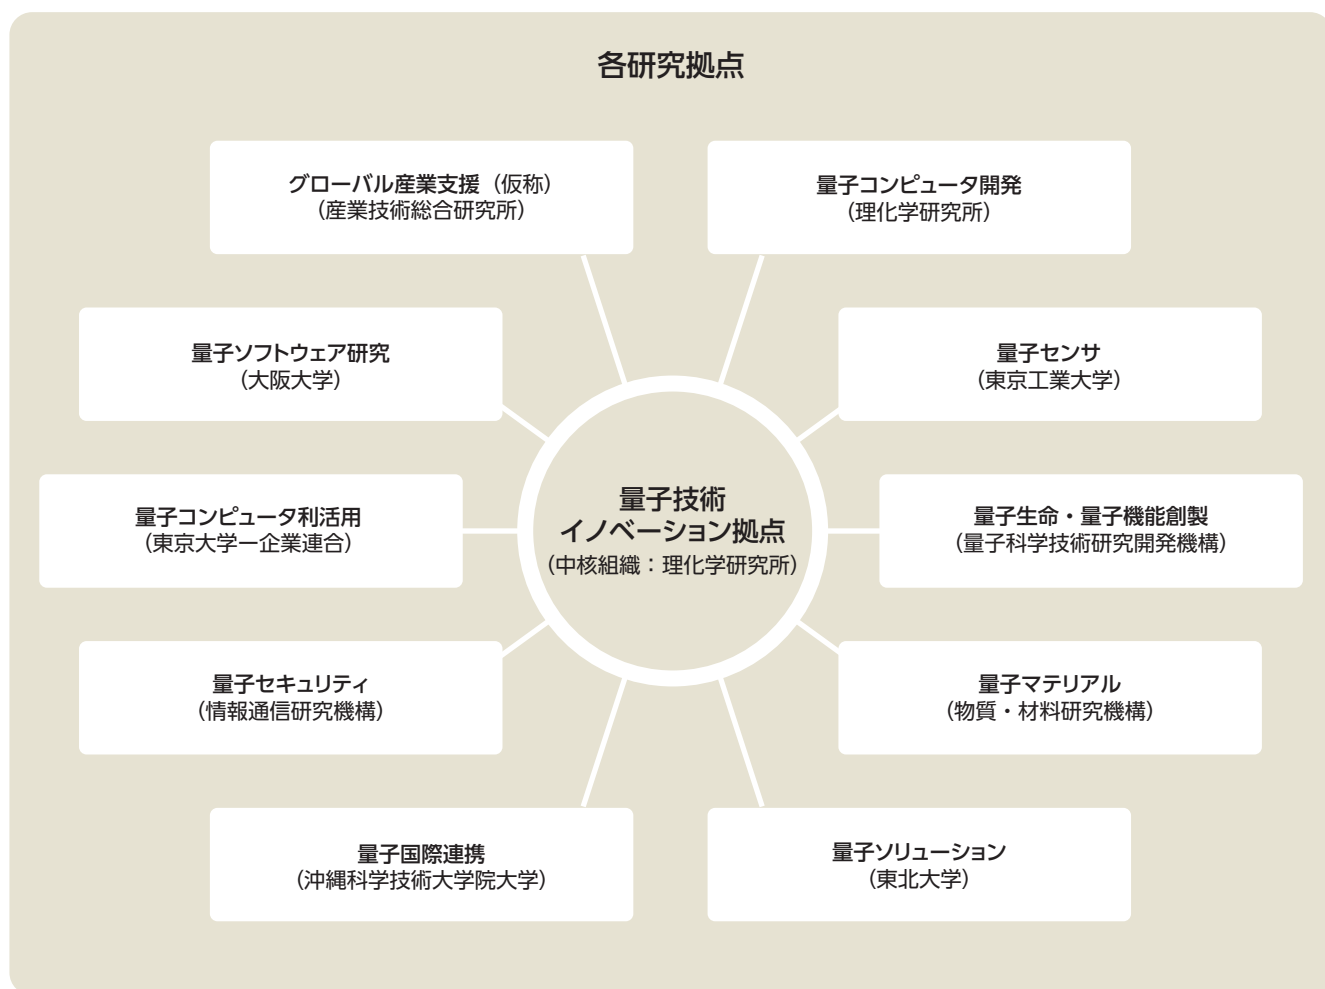 各研究拠点
グローバル産業支援（仮称）
（産業技術総合研究所）
量子コンピュータ開発
（理化学研究所）
量子ソフトウェア研究
（大阪大学）
量子センサ
（東京工業大学）
量子技術
イノベーション拠点
（中核組織：理化学研究所）
量子コンピュータ利活用
（東京大学ー企業連合）
量子生命・量子機能創製
（量子科学技術研究開発機構）
量子セキュリティ
（情報通信研究機構）
量子マテリアル
（物質・材料研究機構）
量子国際連携
（沖縄科学技術大学院大学）
量子ソリューション
（東北大学）